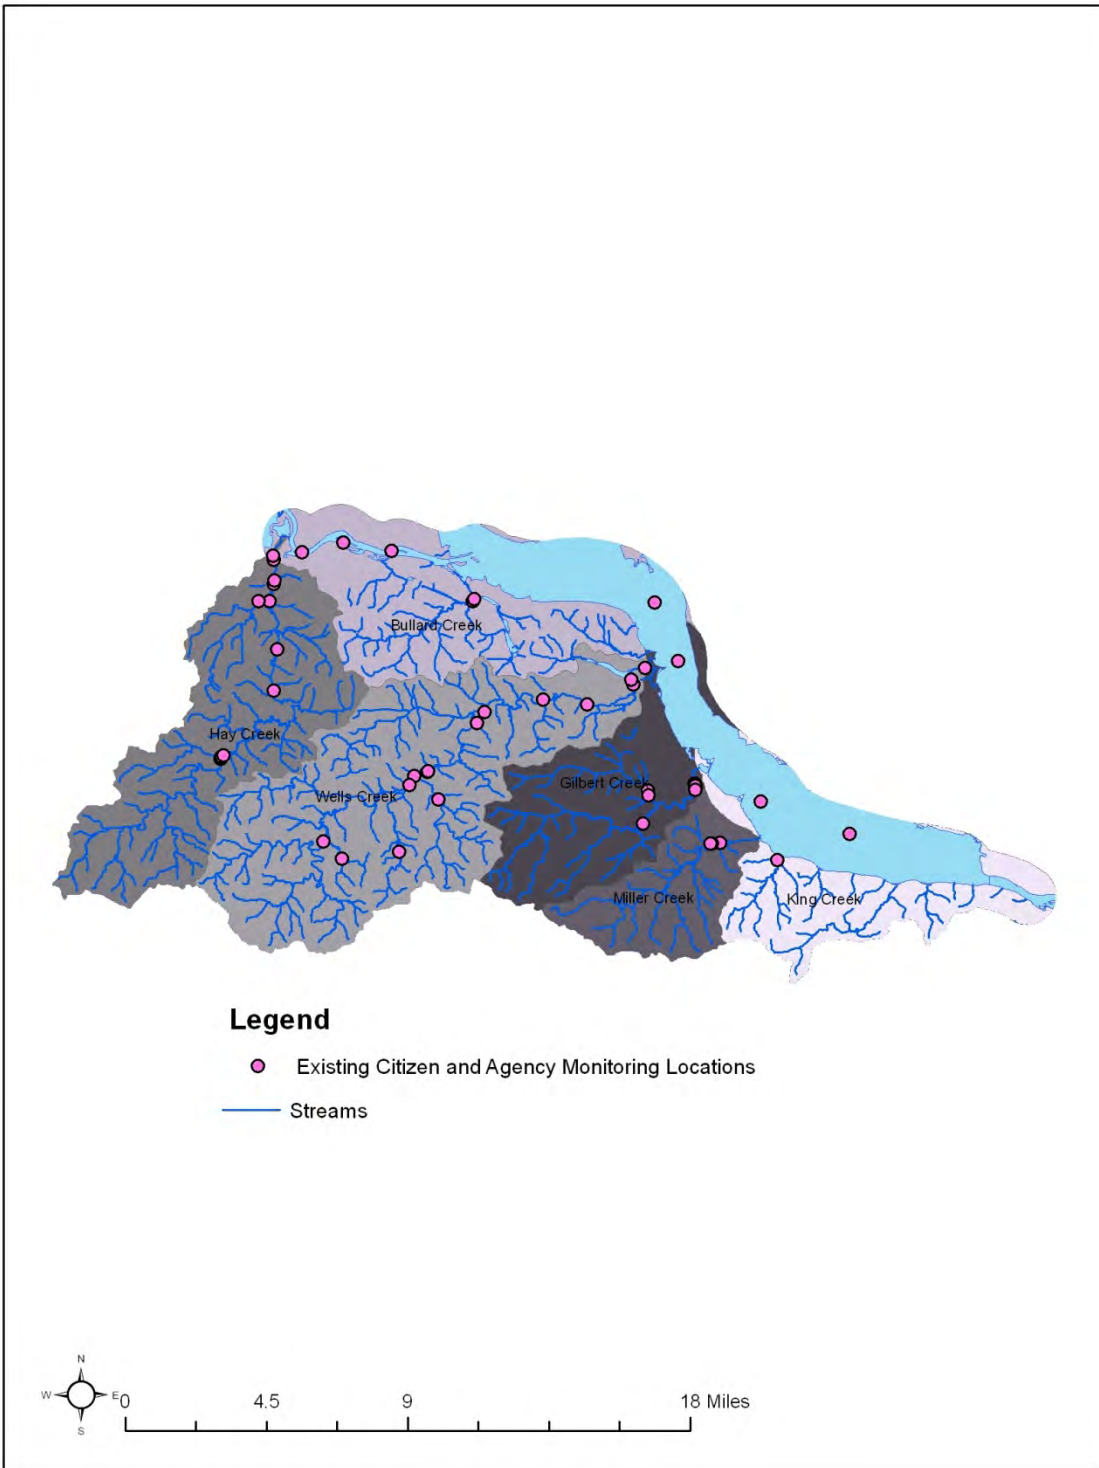 Bullard Creek
Hay Creek
Wells Creek
Gilbert Creek
Miller Creek
King Creek
Legend
Existing Citizen and Agency Monitoring Locations
Streams
N
W E
S
0 4.5 9 18 Miles